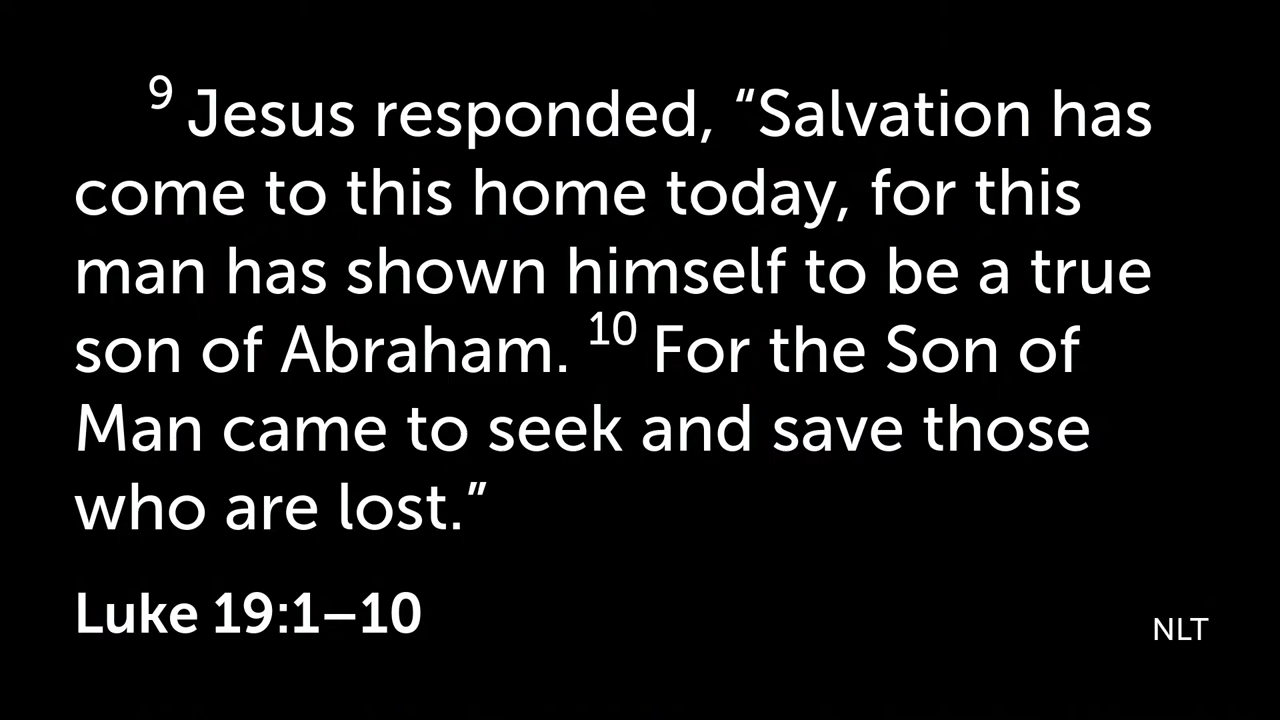 9 Jesus responded, “Salvation has
come to this home today, for this
man has shown himself to be a true
son of Abraham. 10 For the Son of
Man came to seek and save those
who are lost.”
Luke 19:1–10
NLT